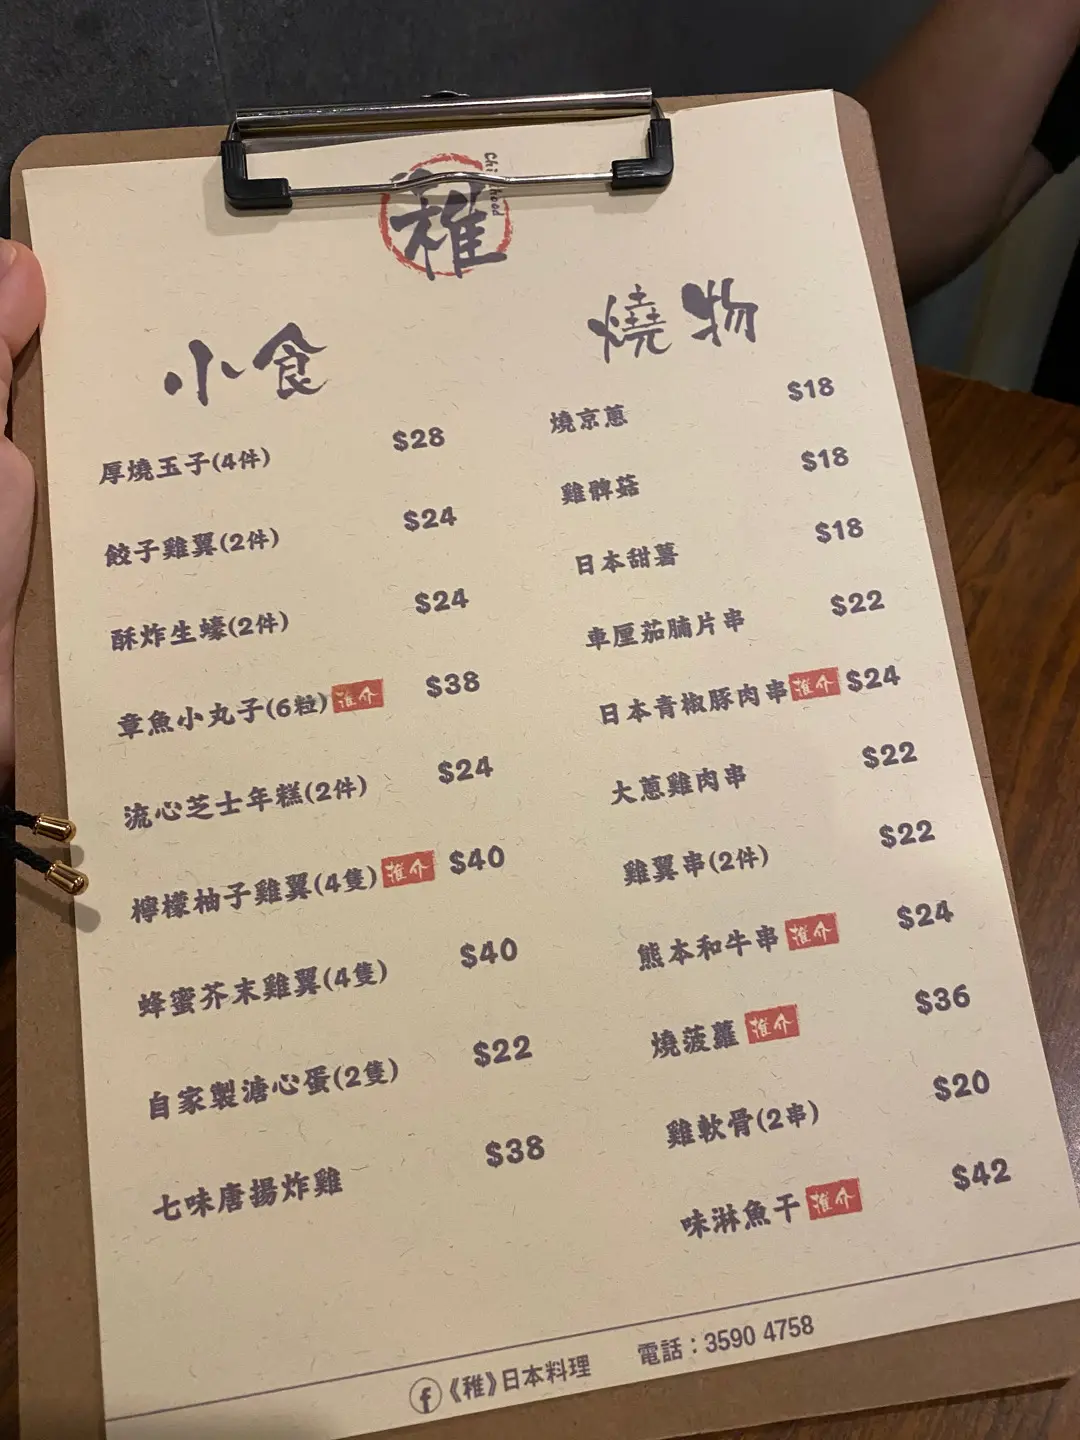 稚
小食
厚燒玉子(4件) $28
餃子雞翼(2件) $24
酥炸生蠔(2件) $24
章魚小丸子(6粒) 推介 $38
流心芝士年糕(2件) $24
檸檬柚子雞翼(4隻) 推介 $40
蜂蜜芥末雞翼(4隻) $40
自家製溏心蛋(2隻) $22
七味唐揚炸雞 $38
燒物
燒京蔥 $18
雞髀菇 $18
日本甜薯 $18
車厘茄腩片串 $22
日本青椒豚肉串 推介 $24
大蔥雞肉串 $22
雞翼串(2件) $22
熊本和牛串 推介 $24
燒菠蘿 推介 $36
雞軟骨(2串) $20
味淋魚干 推介 $42
f 《稚》日本料理 電話：3590 4758